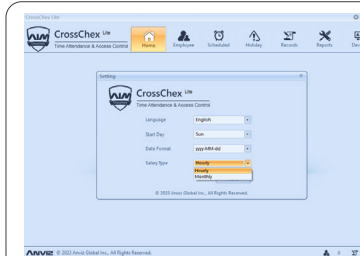 CrossChex Lite
AIM
CrossChex Lite
Time Attendance & Access Control
Home
Employee
Scheduled
Holiday
Records
Reports
Setting
AIM
CrossChex Lite
Time Attendance & Access Control
Language English
Start Day Sun
Date Format yyyy-MM-dd
Salary Type Hourly
Hourly
Monthly
© 2023 Anviz Global Inc., All Rights Reserved.
ANVIZ © 2023 Anviz Global Inc., All Rights Reserved.